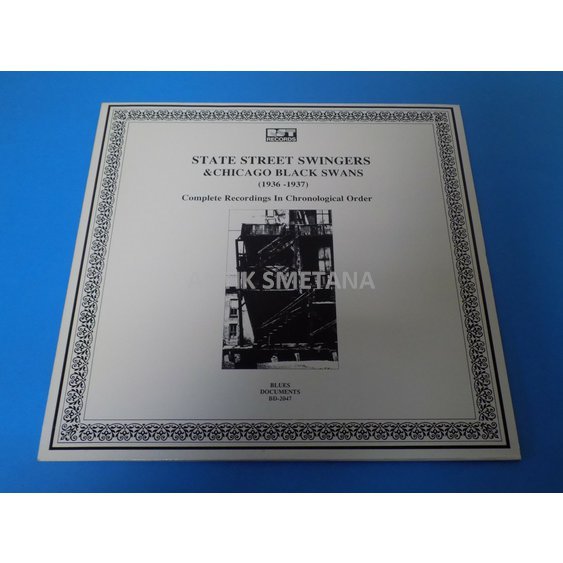 BST
RECORDS
STATE STREET SWINGERS
&CHICAGO BLACK SWANS
(1936 -1937)
Complete Recordings In Chronological Order
SMETANA
BLUES
DOCUMENTS
BD-2047